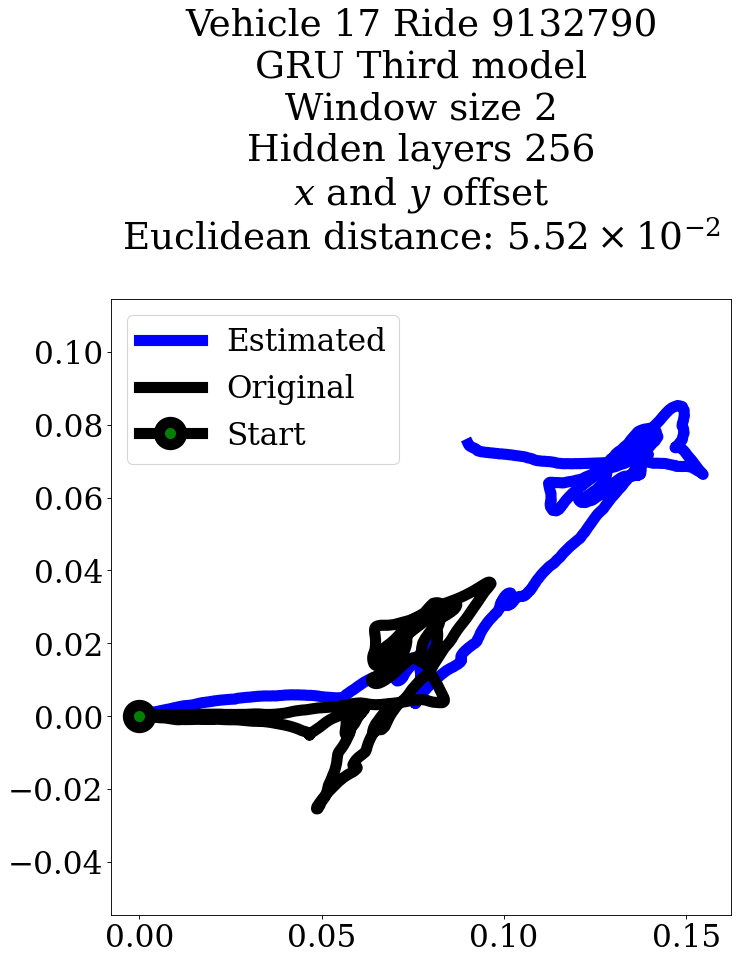 Vehicle 17 Ride 9132790
GRU Third model
Window size 2
Hidden layers 256
x and y offset
Euclidean distance: 5.52 × 10⁻²
Estimated
Original
Start
0.10
0.08
0.06
0.04
0.02
0.00
−0.02
−0.04
0.00 0.05 0.10 0.15